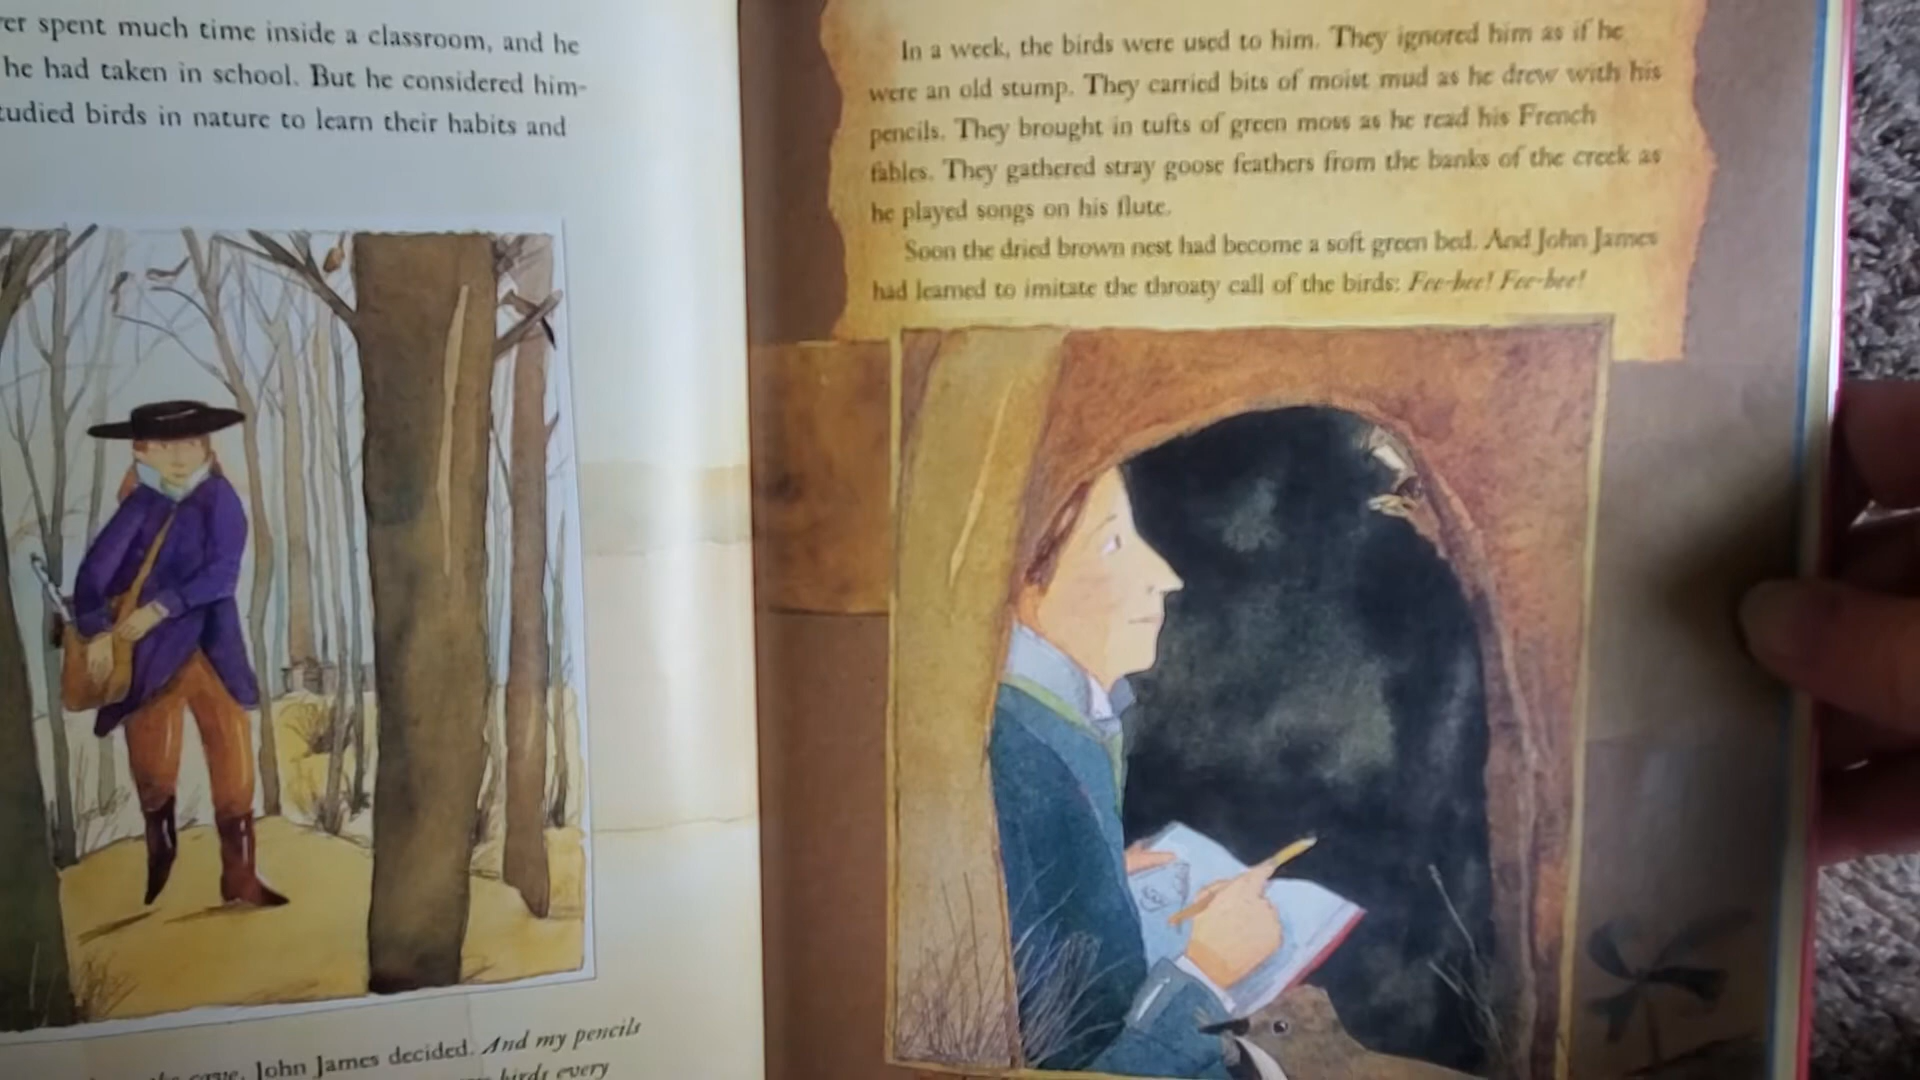 er spent much time inside a classroom, and he
he had taken in school. But he considered him-
tudied birds in nature to learn their habits and
cave, John James decided. And my pencils
birds every
In a week, the birds were used to him. They ignored him as if he
were an old stump. They carried bits of moist mud as he drew with his
pencils. They brought in tufts of green moss as he read his French
fables. They gathered stray goose feathers from the banks of the creek as
he played songs on his flute.
Soon the dried brown nest had become a soft green bed. And John James
had learned to imitate the throaty call of the birds: Fee-bee! Fee-bee!